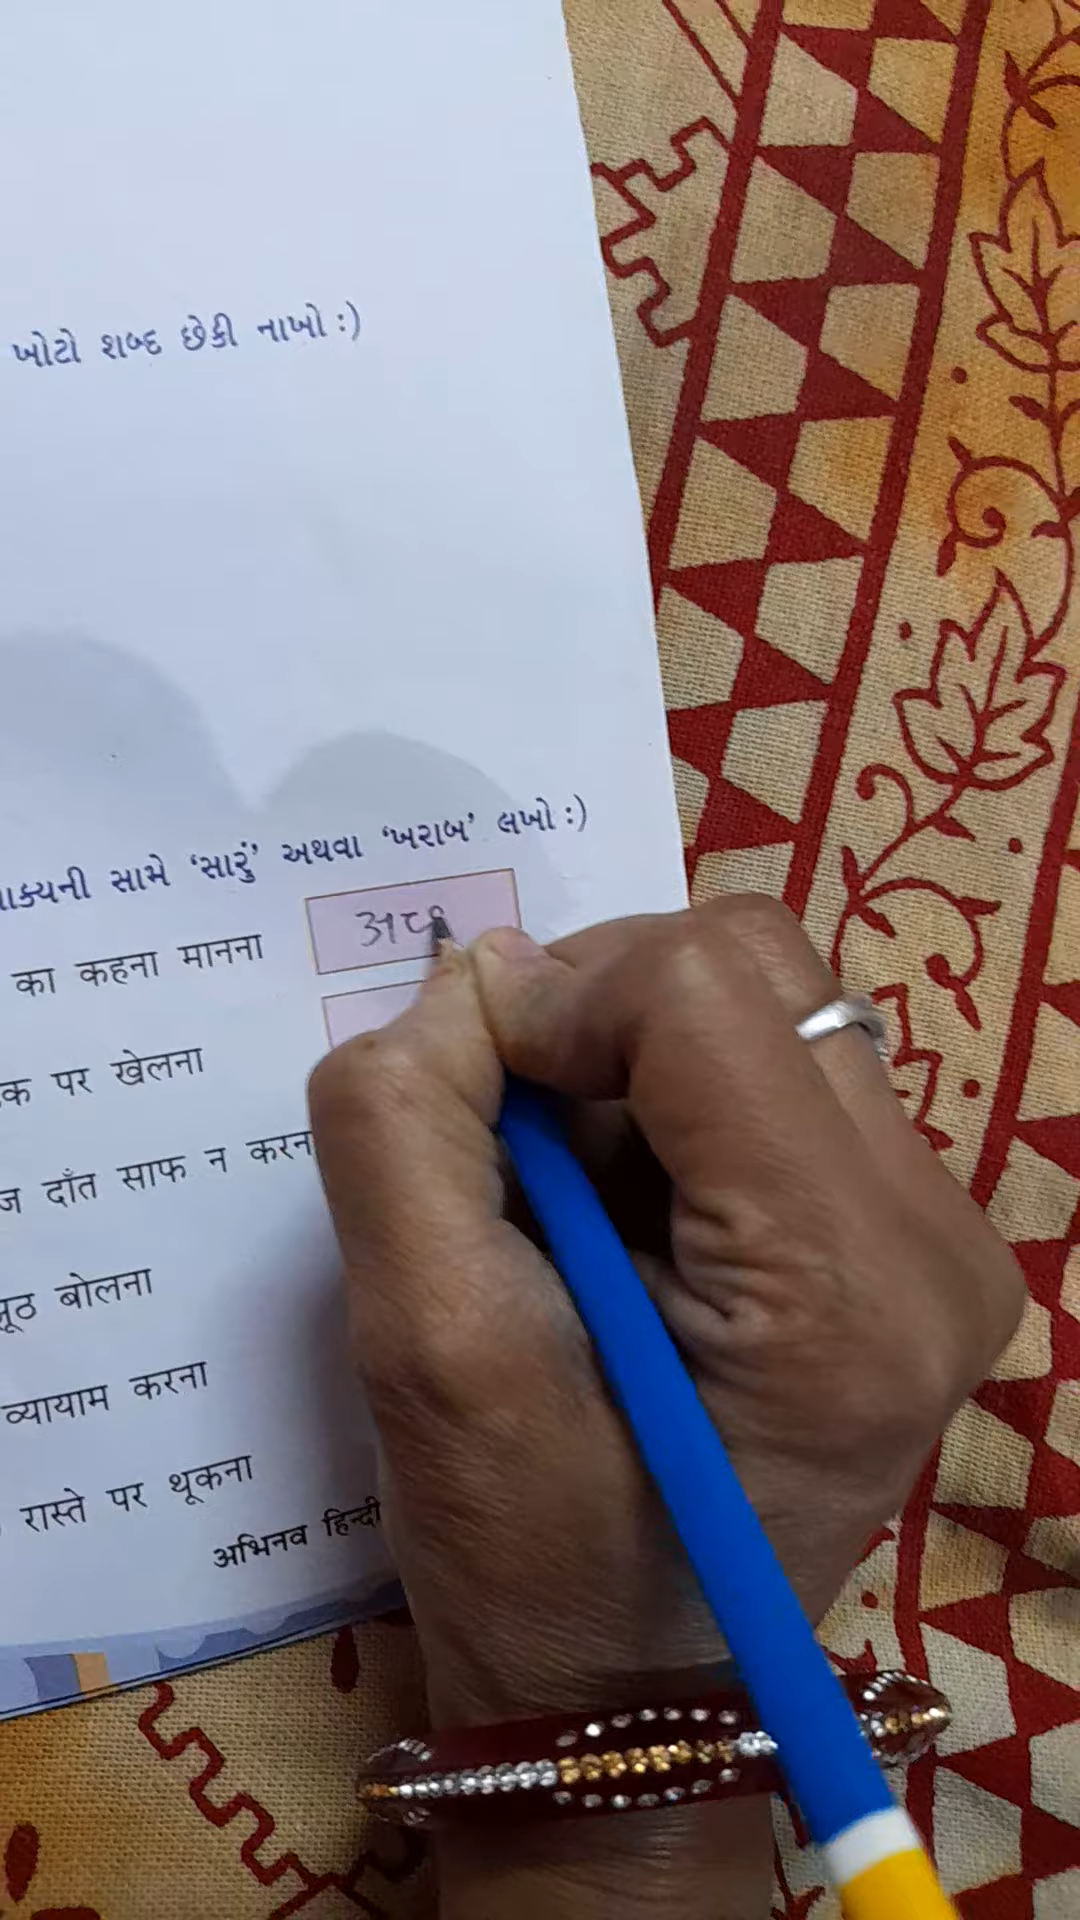 ખોટો શબ્દ છેકી નાખો :)
વાક્યની સામે ‘સારું’ અથવા ‘ખરાબ’ લખો :)
का कहना मानना
अच्छ
पर खेलना
दाँत साफ न करन
बोलना
व्यायाम करना
रास्ते पर थूकना
अभिनव हिन्दी